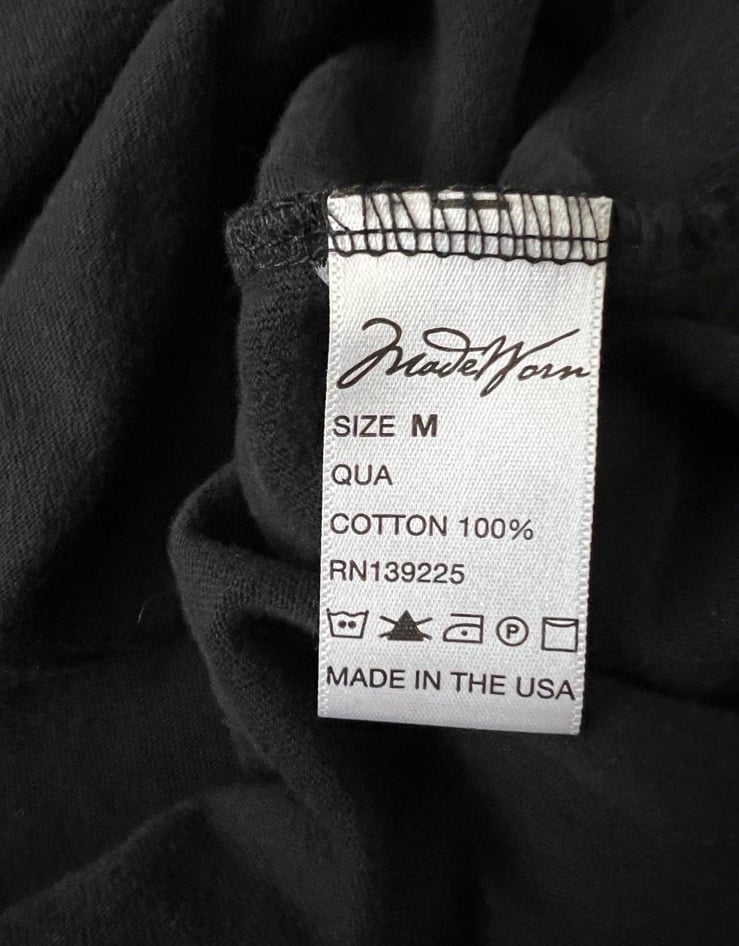 MadeWorn
SIZE M
QUA
COTTON 100%
RN139225
P
MADE IN THE USA